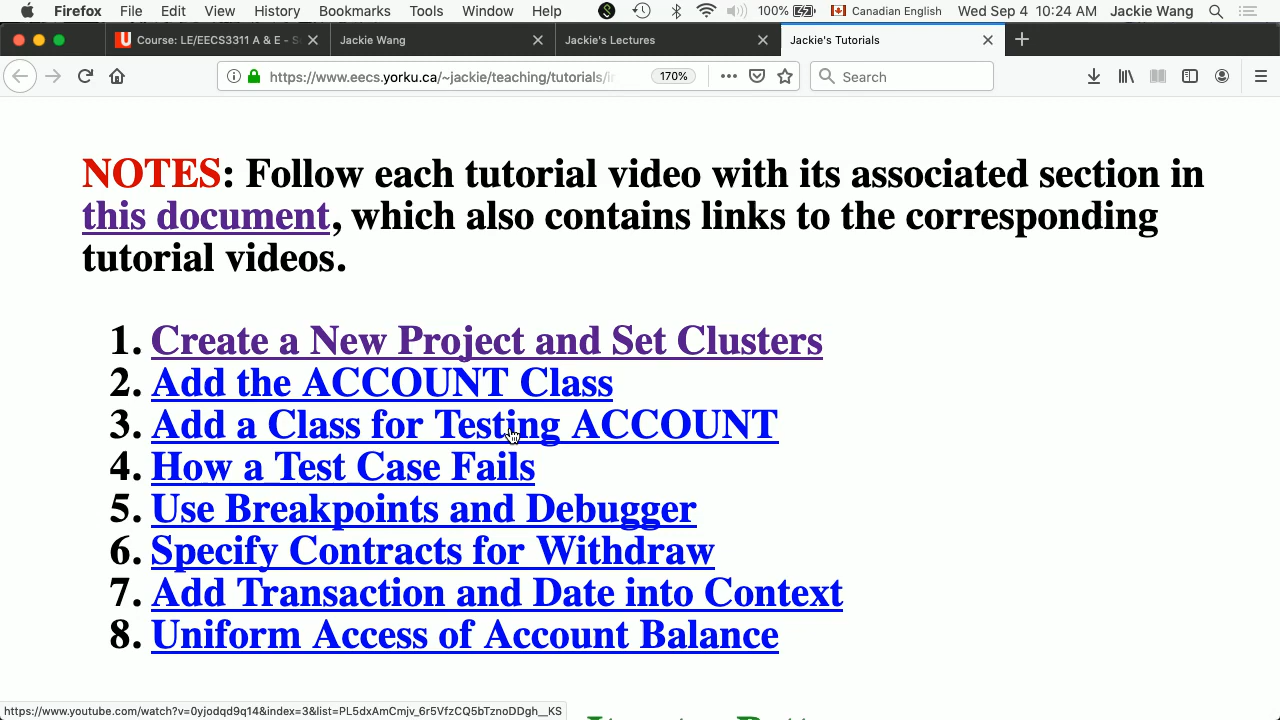 Firefox File Edit View History Bookmarks Tools Window Help 100% Canadian English Wed Sep 4 10:24 AM Jackie Wang
Course: LE/EECS3311 A & E - S Jackie Wang Jackie's Lectures Jackie's Tutorials
https://www.eecs.yorku.ca/~jackie/teaching/tutorials/i 170% Search
NOTES: Follow each tutorial video with its associated section in
this document, which also contains links to the corresponding
tutorial videos.
1. Create a New Project and Set Clusters
2. Add the ACCOUNT Class
3. Add a Class for Testing ACCOUNT
4. How a Test Case Fails
5. Use Breakpoints and Debugger
6. Specify Contracts for Withdraw
7. Add Transaction and Date into Context
8. Uniform Access of Account Balance
https://www.youtube.com/watch?v=0yjodqd9q14&index=3&list=PL5dxAmCmjv_6r5VfzCQ5bTznoDDgh__KS